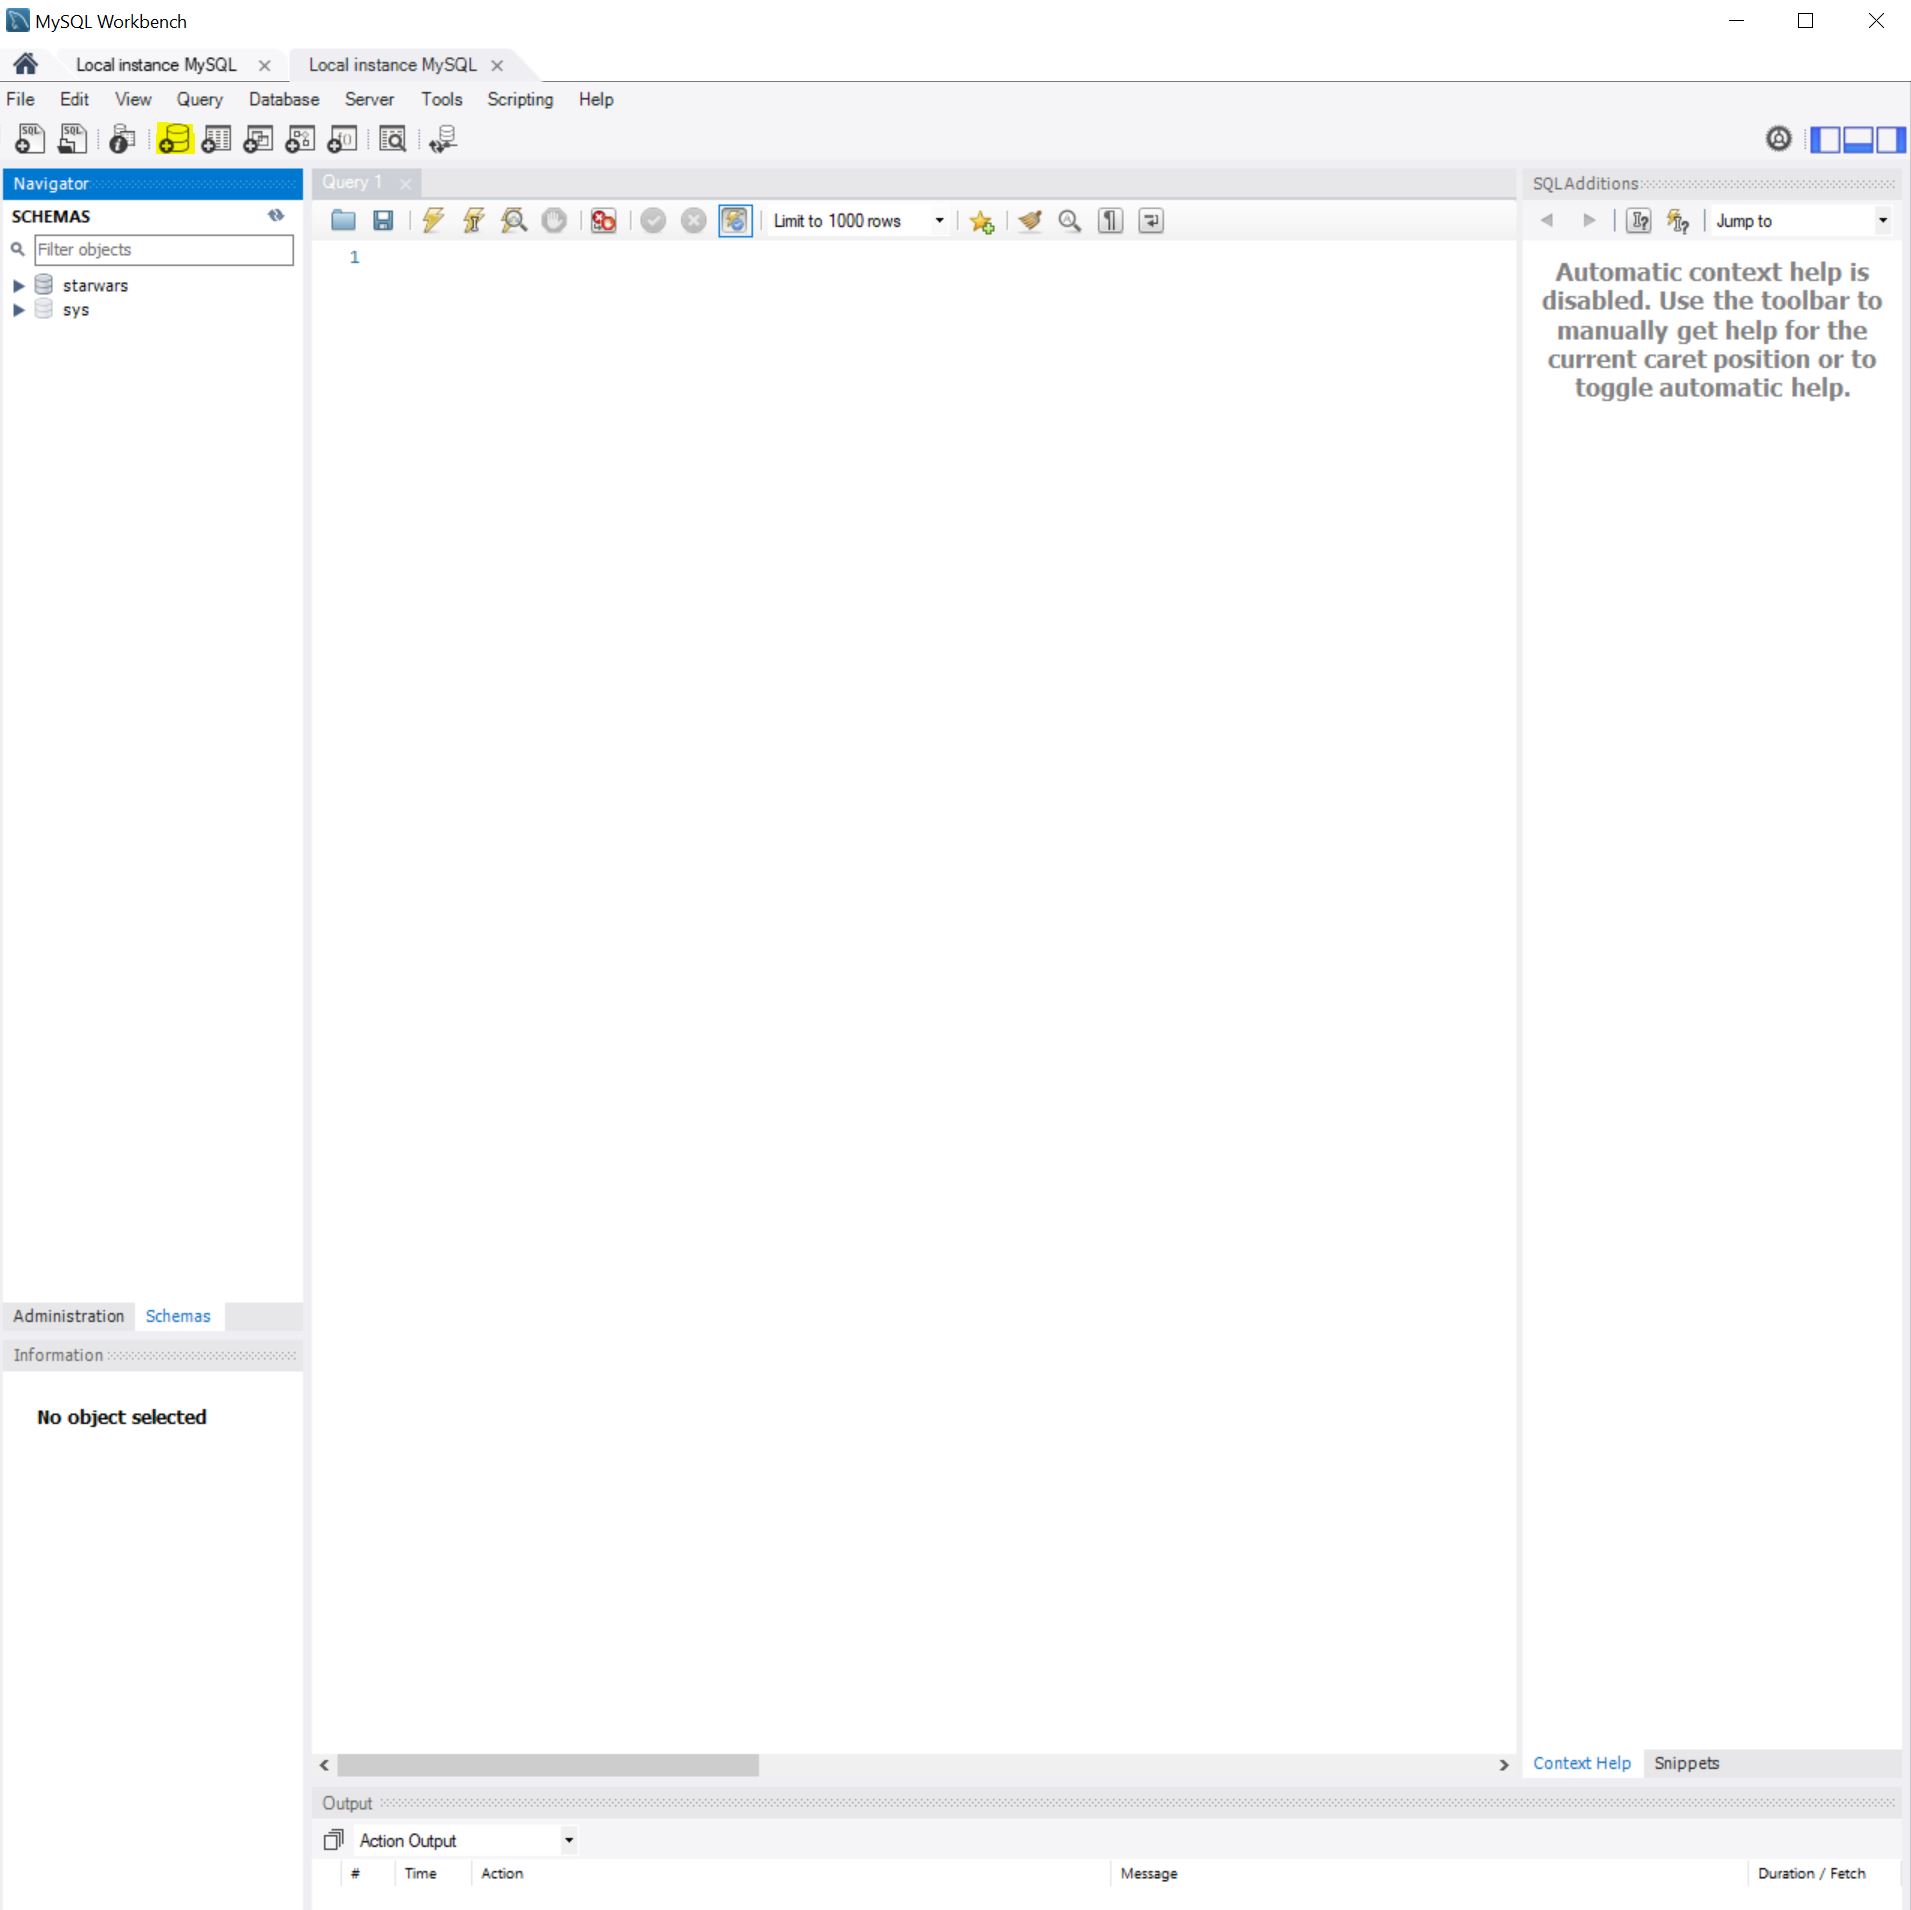 MySQL Workbench
Local instance MySQL
Local instance MySQL
File Edit View Query Database Server Tools Scripting Help
SQL SQL
Navigator
SCHEMAS
Filter objects
starwars
sys
Query 1
Limit to 1000 rows
1
SQLAdditions
Jump to
Automatic context help is
disabled. Use the toolbar to
manually get help for the
current caret position or to
toggle automatic help.
Administration Schemas
Information
No object selected
Context Help Snippets
Output
Action Output
# Time Action Message Duration / Fetch